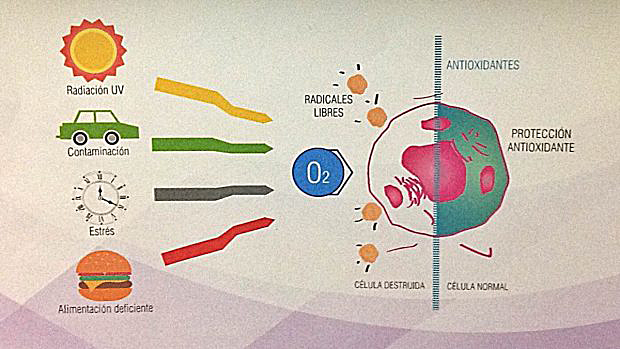 Radiación UV
Contaminación
Estrés
Alimentación deficiente
RADICALES
LIBRES
O2
ANTIOXIDANTES
PROTECCIÓN
ANTIOXIDANTE
CÉLULA DESTRUIDA
CÉLULA NORMAL